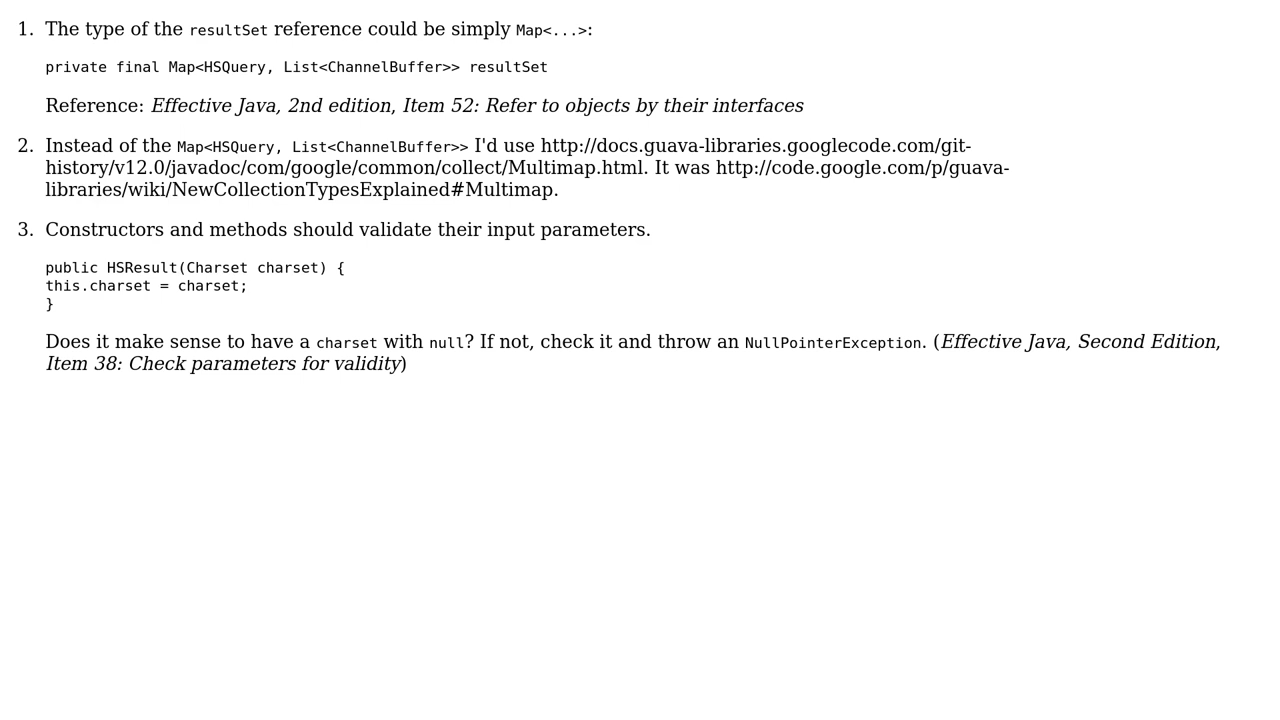 1. The type of the resultSet reference could be simply Map<...>:
private final Map<HSQuery, List<ChannelBuffer>> resultSet
Reference: Effective Java, 2nd edition, Item 52: Refer to objects by their interfaces
2. Instead of the Map<HSQuery, List<ChannelBuffer>> I'd use http://docs.guava-libraries.googlecode.com/git-
history/v12.0/javadoc/com/google/common/collect/Multimap.html. It was http://code.google.com/p/guava-
libraries/wiki/NewCollectionTypesExplained#Multimap.
3. Constructors and methods should validate their input parameters.
public HSResult(Charset charset) {
this.charset = charset;
}
Does it make sense to have a charset with null? If not, check it and throw an NullPointerException. (Effective Java, Second Edition,
Item 38: Check parameters for validity)